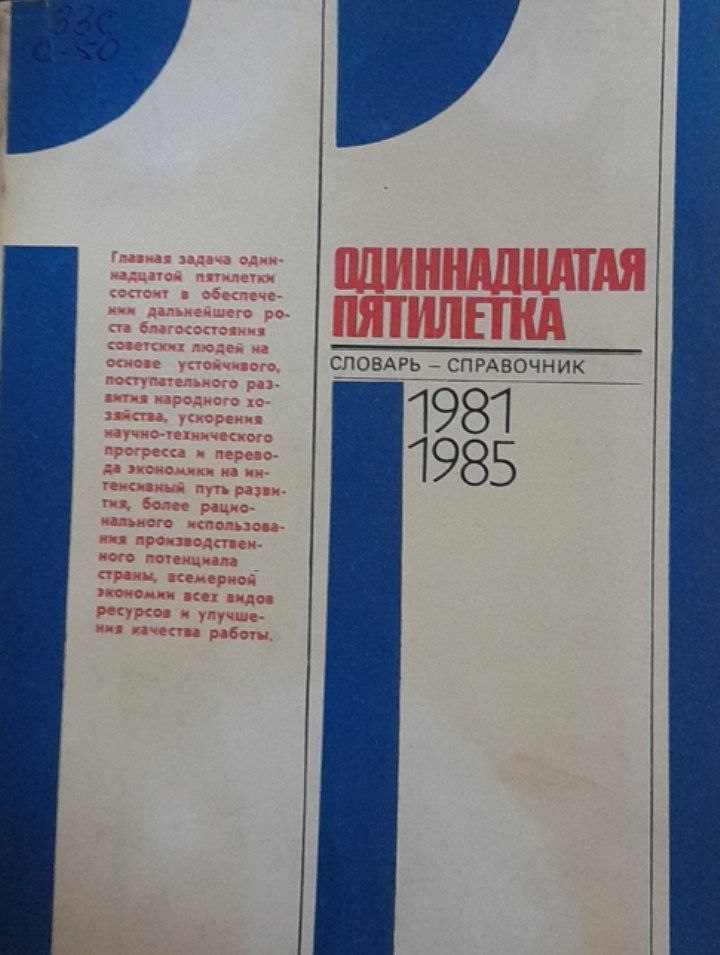 33С
С-50
Главная задача один-
надцатой пятилетки
состоит в обеспече-
нии дальнейшего ро-
ста благосостояния
советских людей на
основе устойчивого,
поступательного раз-
вития народного хо-
зяйства, ускорения
научно-технического
прогресса и перево-
да экономики на ин-
тенсивный путь разви-
тия, более рацио-
нального использова-
ния производствен-
ного потенциала
страны, всемерной
экономии всех видов
ресурсов и улучше-
ния качества работы.
ОДИННАДЦАТАЯ
ПЯТИЛЕТКА
СЛОВАРЬ – СПРАВОЧНИК
1981
1985